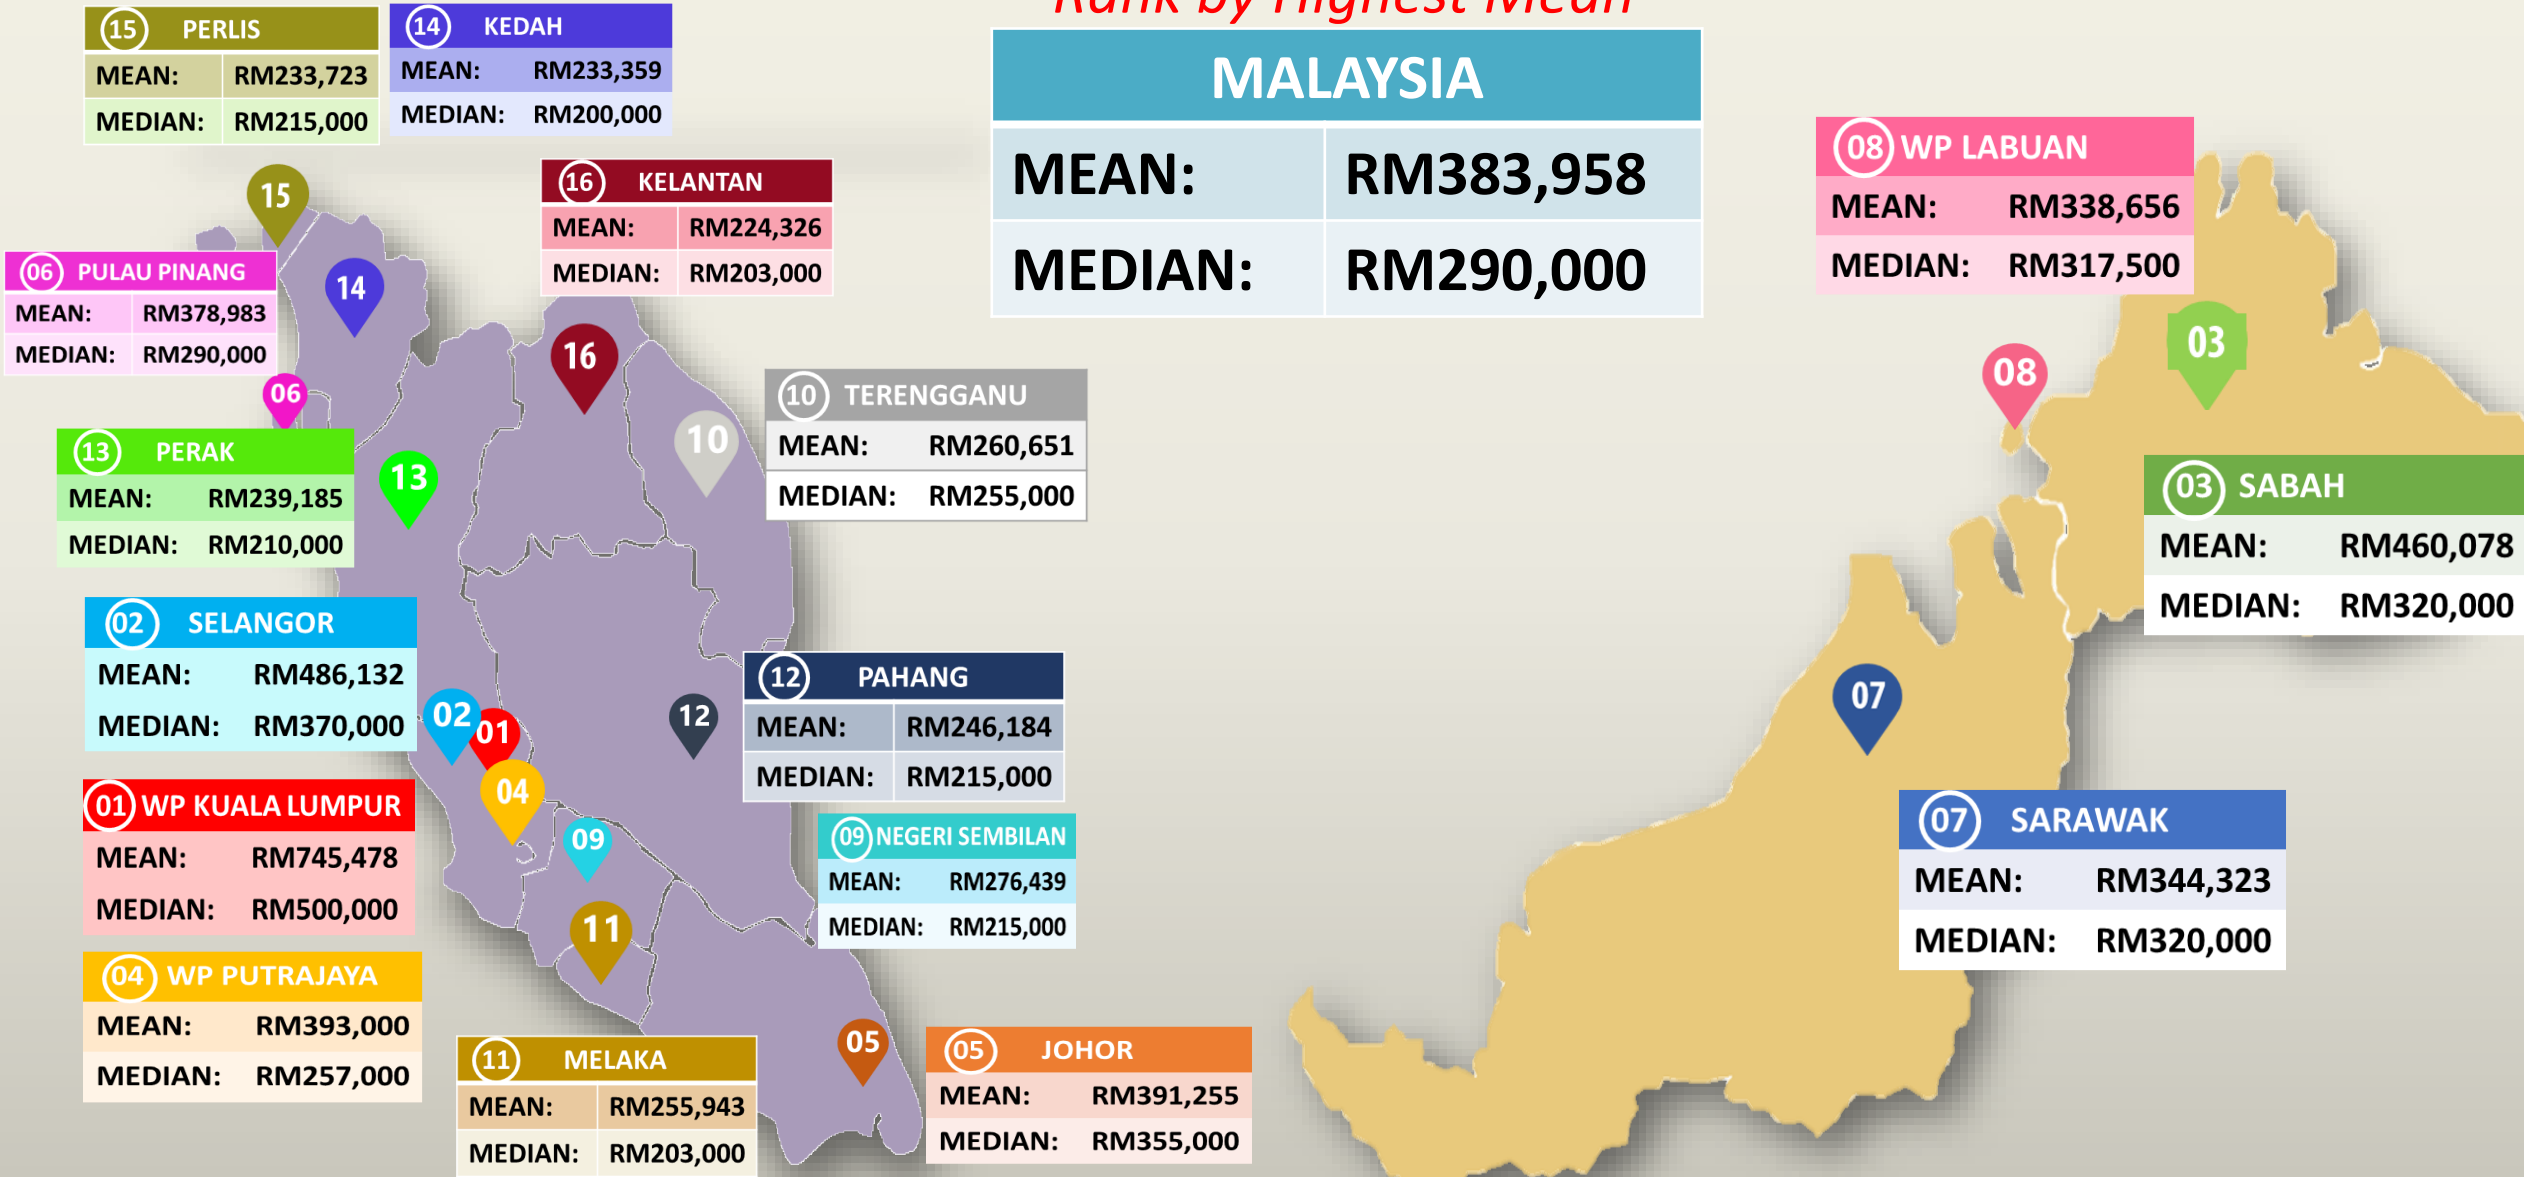 Rank by Highest Mean
MALAYSIA
MEAN: RM383,958
MEDIAN: RM290,000
15 PERLIS
MEAN: RM233,723
MEDIAN: RM215,000
14 KEDAH
MEAN: RM233,359
MEDIAN: RM200,000
16 KELANTAN
MEAN: RM224,326
MEDIAN: RM203,000
06 PULAU PINANG
MEAN: RM378,983
MEDIAN: RM290,000
10 TERENGGANU
MEAN: RM260,651
MEDIAN: RM255,000
13 PERAK
MEAN: RM239,185
MEDIAN: RM210,000
02 SELANGOR
MEAN: RM486,132
MEDIAN: RM370,000
12 PAHANG
MEAN: RM246,184
MEDIAN: RM215,000
01 WP KUALA LUMPUR
MEAN: RM745,478
MEDIAN: RM500,000
09 NEGERI SEMBILAN
MEAN: RM276,439
MEDIAN: RM215,000
04 WP PUTRAJAYA
MEAN: RM393,000
MEDIAN: RM257,000
11 MELAKA
MEAN: RM255,943
MEDIAN: RM203,000
05 JOHOR
MEAN: RM391,255
MEDIAN: RM355,000
15
14
16
06
10
13
02
01
12
04
09
11
05
08 WP LABUAN
MEAN: RM338,656
MEDIAN: RM317,500
03
08
03 SABAH
MEAN: RM460,078
MEDIAN: RM320,000
07
07 SARAWAK
MEAN: RM344,323
MEDIAN: RM320,000